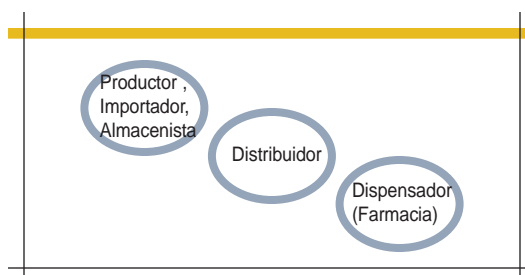 Productor ,
Importador,
Almacenista
Distribuidor
Dispensador
(Farmacia)